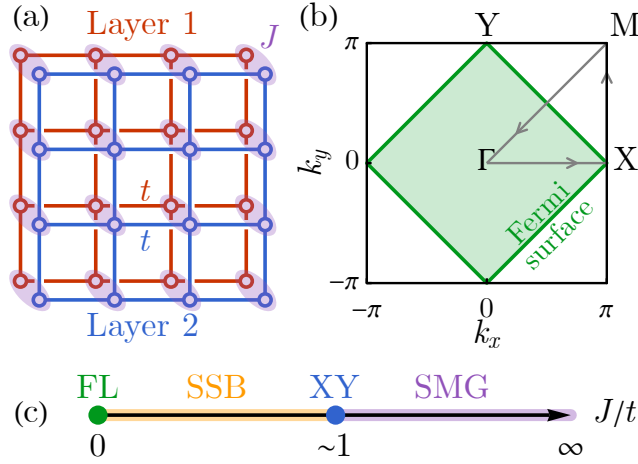 (a)
Layer 1
J
t
t
Layer 2
(b)
Y
M
π
k_y
0
Γ
X
Fermi
surface
−π
−π
0
π
k_x
(c)
FL
SSB
XY
SMG
J/t
0
~1
∞